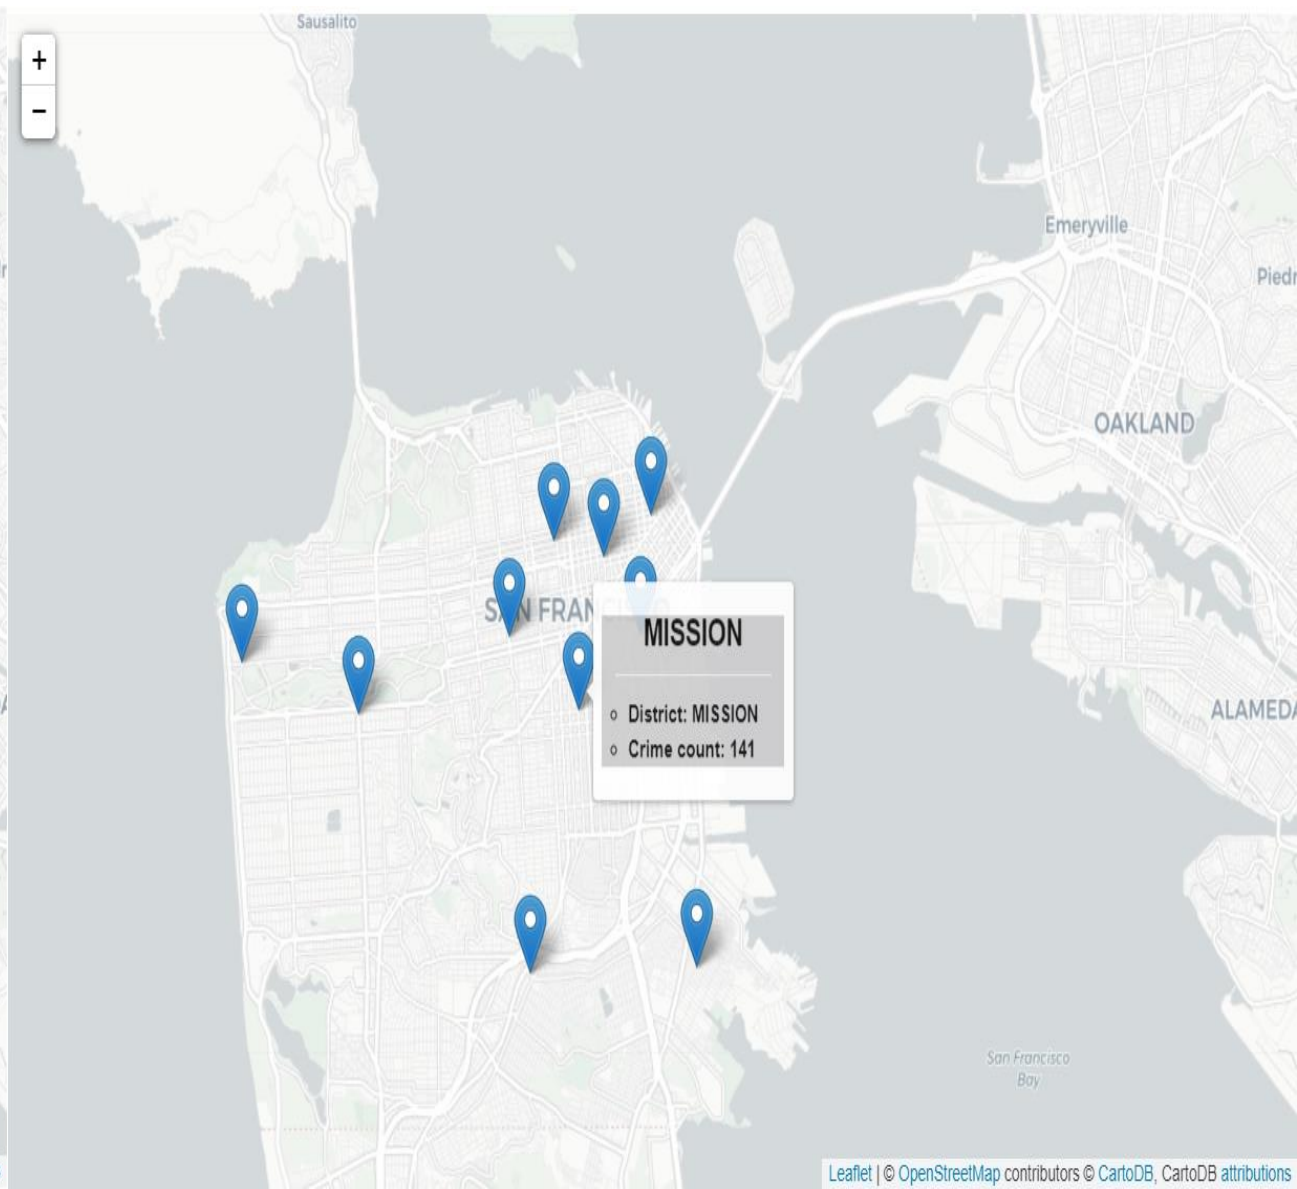 Sausalito
+
−
Emeryville
Piedr
OAKLAND
SAN FRAN
MISSION
District: MISSION
Crime count: 141
ALAMEDA
San Francisco
Bay
Leaflet | © OpenStreetMap contributors © CartoDB, CartoDB attributions